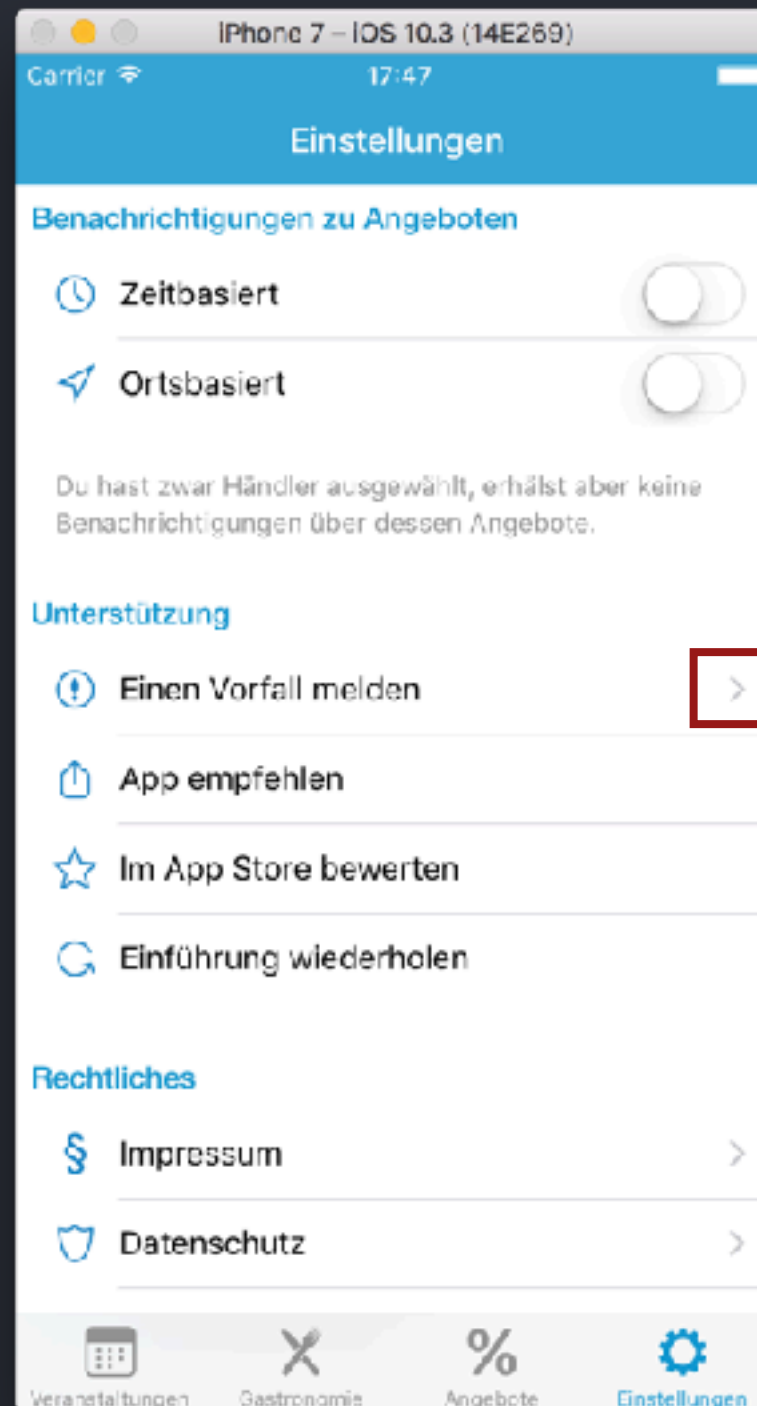 iPhone 7 – iOS 10.3 (14E269)
Carrier 17:47
Einstellungen
Benachrichtigungen zu Angeboten
Zeitbasiert
Ortsbasiert
Du hast zwar Händler ausgewählt, erhälst aber keine
Benachrichtigungen über dessen Angebote.
Unterstützung
Einen Vorfall melden
App empfehlen
Im App Store bewerten
Einführung wiederholen
Rechtliches
§ Impressum
Datenschutz
% 
Veranstaltungen Gastronomie Angebote Einstellungen